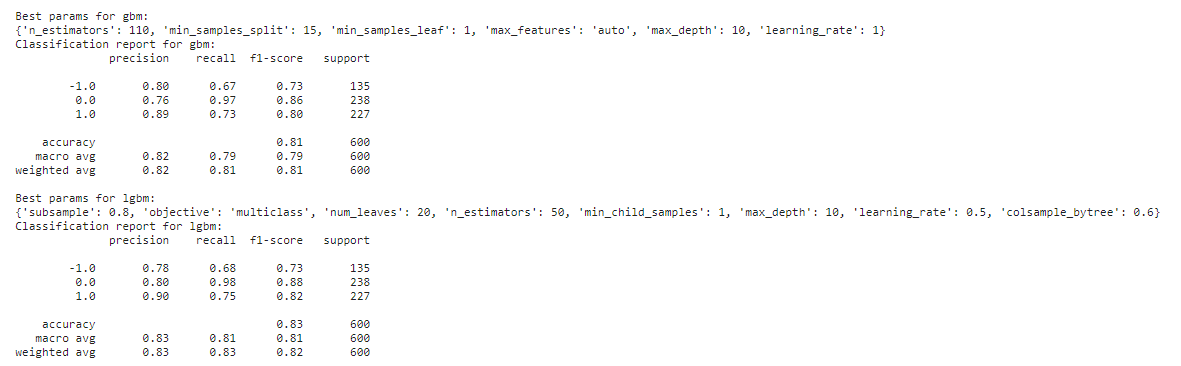 Best params for gbm:
{'n_estimators': 110, 'min_samples_split': 15, 'min_samples_leaf': 1, 'max_features': 'auto', 'max_depth': 10, 'learning_rate': 1}
Classification report for gbm:
              precision    recall  f1-score   support

        -1.0       0.80      0.67      0.73       135
         0.0       0.76      0.97      0.86       238
         1.0       0.89      0.73      0.80       227

    accuracy                           0.81       600
   macro avg       0.82      0.79      0.79       600
weighted avg       0.82      0.81      0.81       600

Best params for lgbm:
{'subsample': 0.8, 'objective': 'multiclass', 'num_leaves': 20, 'n_estimators': 50, 'min_child_samples': 1, 'max_depth': 10, 'learning_rate': 0.5, 'colsample_bytree': 0.6}
Classification report for lgbm:
              precision    recall  f1-score   support

        -1.0       0.78      0.68      0.73       135
         0.0       0.80      0.98      0.88       238
         1.0       0.90      0.75      0.82       227

    accuracy                           0.83       600
   macro avg       0.83      0.81      0.81       600
weighted avg       0.83      0.83      0.82       600